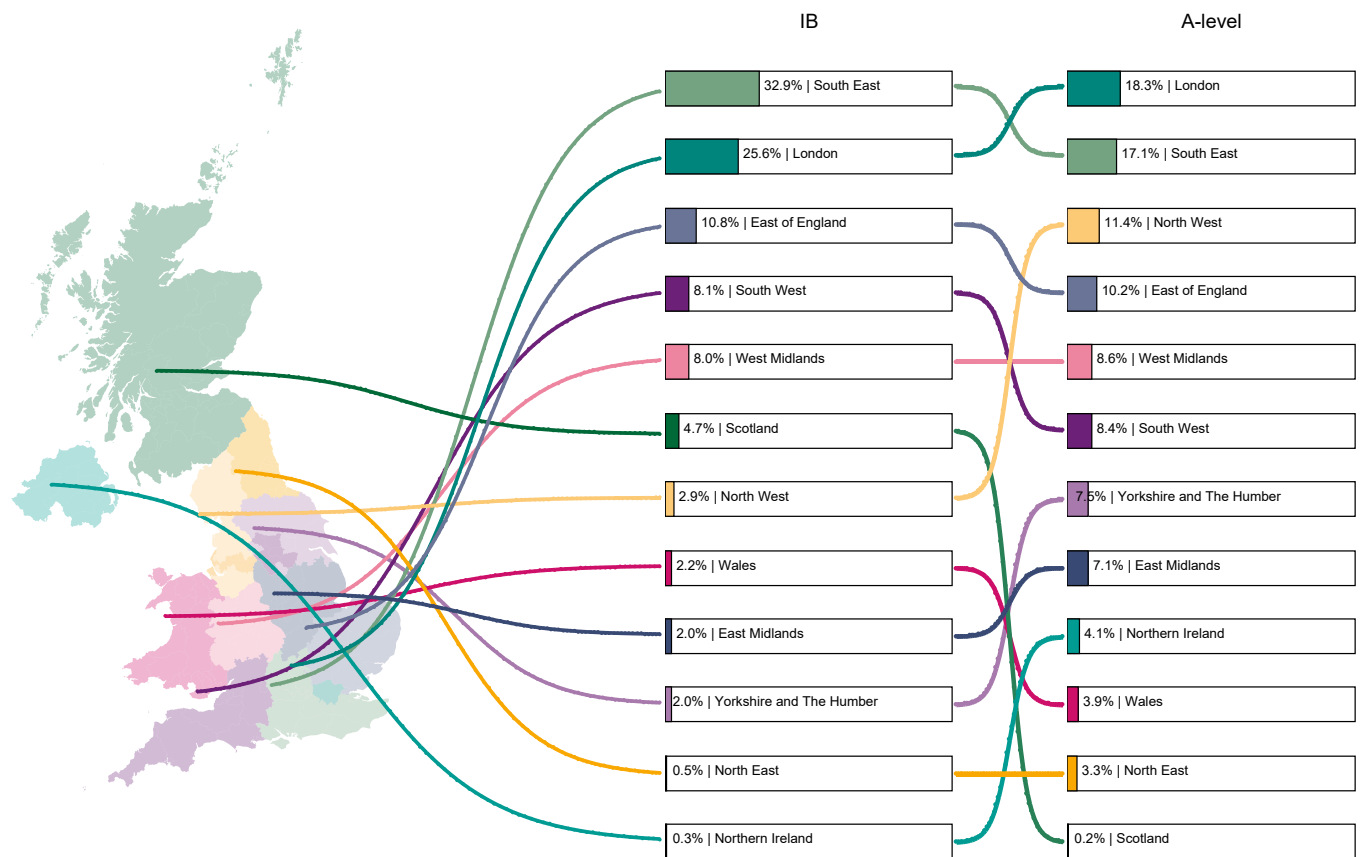 IB
A-level
32.9% | South East
18.3% | London
25.6% | London
17.1% | South East
10.8% | East of England
11.4% | North West
8.1% | South West
10.2% | East of England
8.0% | West Midlands
8.6% | West Midlands
4.7% | Scotland
8.4% | South West
2.9% | North West
7.5% | Yorkshire and The Humber
2.2% | Wales
7.1% | East Midlands
2.0% | East Midlands
4.1% | Northern Ireland
2.0% | Yorkshire and The Humber
3.9% | Wales
0.5% | North East
3.3% | North East
0.3% | Northern Ireland
0.2% | Scotland